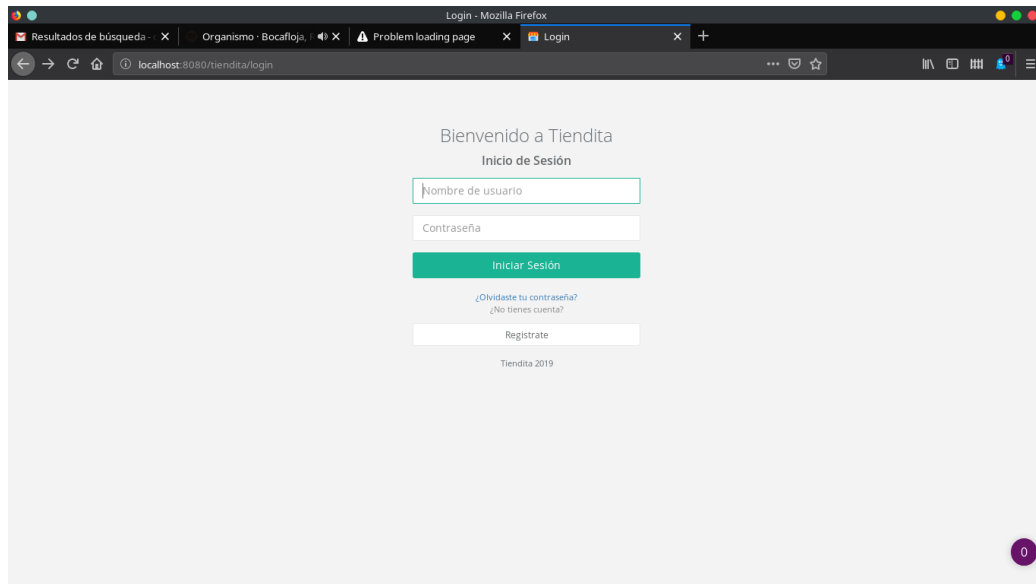 Login - Mozilla Firefox
Resultados de búsqueda -
Organismo · Bocafloja,
Problem loading page
Login
localhost:8080/tiendita/login
0
Bienvenido a Tiendita
Inicio de Sesión
Nombre de usuario
Contraseña
Iniciar Sesión
¿Olvidaste tu contraseña?
¿No tienes cuenta?
Registrate
Tiendita 2019
0